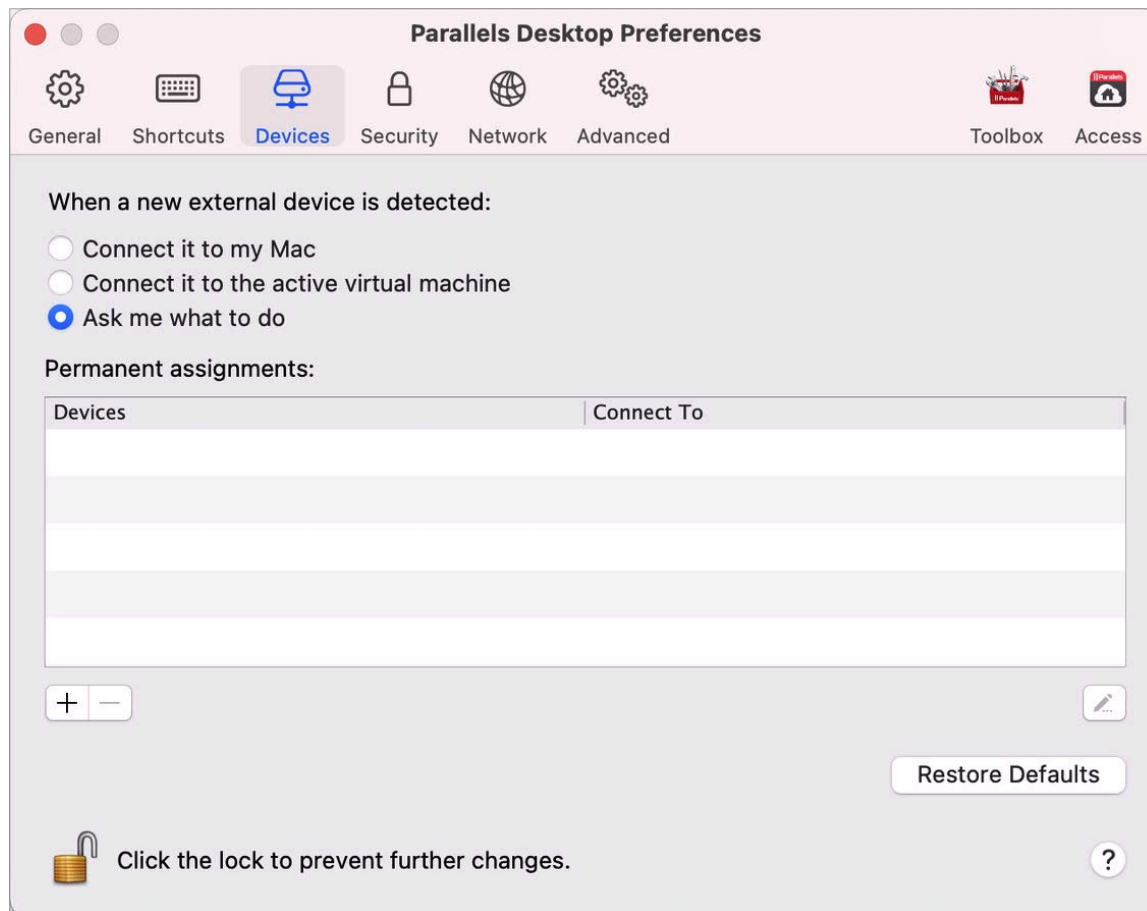 Parallels Desktop Preferences
General Shortcuts Devices Security Network Advanced Toolbox Access
When a new external device is detected:
Connect it to my Mac
Connect it to the active virtual machine
Ask me what to do
Permanent assignments:
Devices Connect To
Restore Defaults
Click the lock to prevent further changes.
?